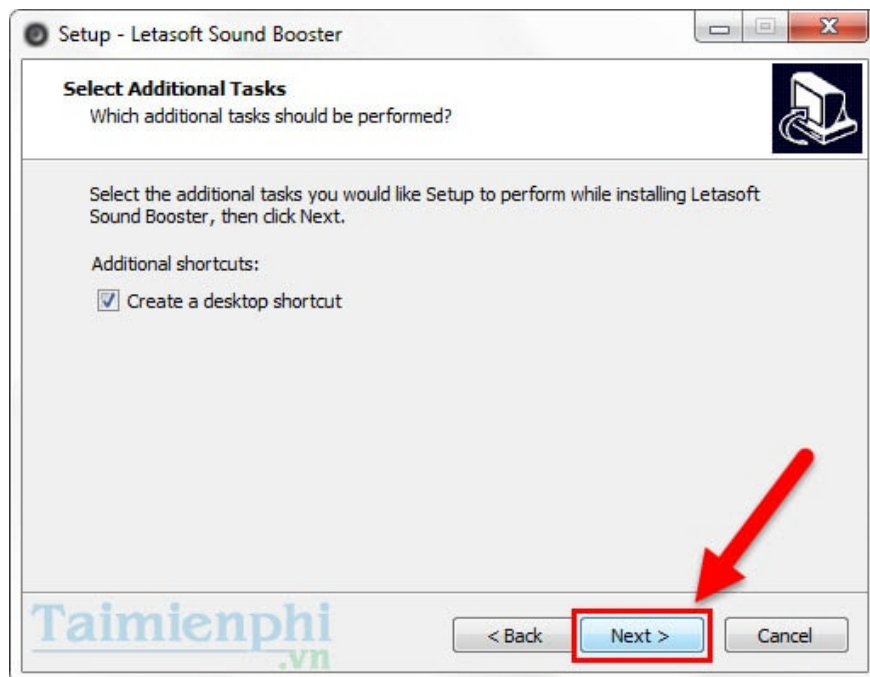 Setup - Letasoft Sound Booster
Select Additional Tasks
Which additional tasks should be performed?
Select the additional tasks you would like Setup to perform while installing Letasoft
Sound Booster, then click Next.
Additional shortcuts:
Create a desktop shortcut
Taimienphi
.vn
< Back
Next >
Cancel